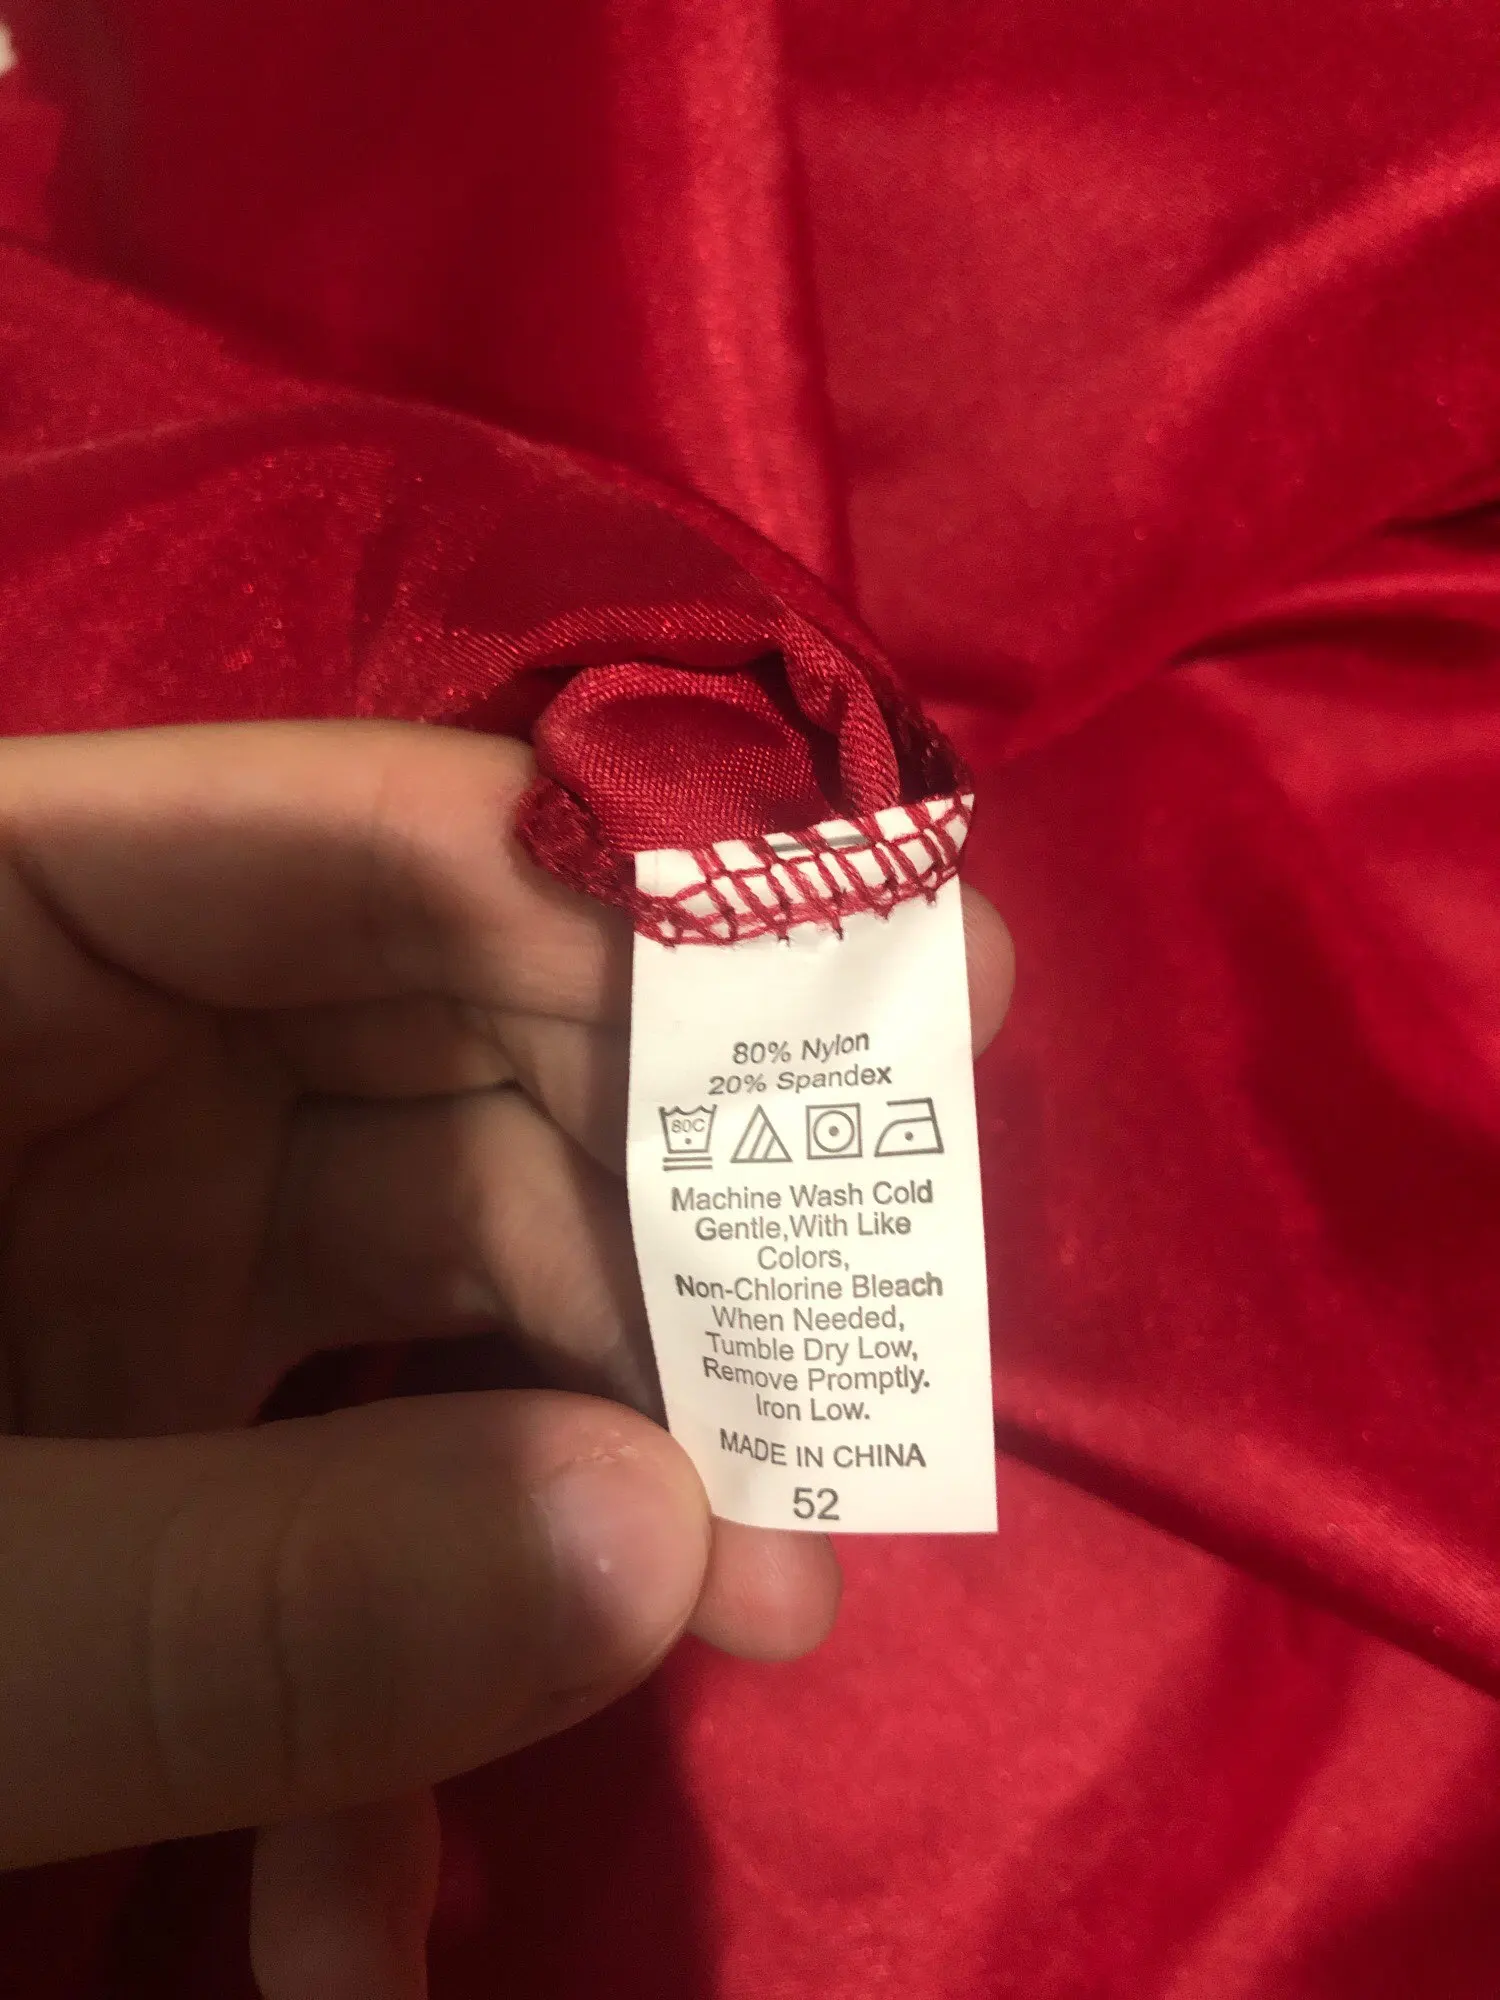 80% Nylon
20% Spandex
80C
Machine Wash Cold
Gentle,With Like
Colors,
Non-Chlorine Bleach
When Needed,
Tumble Dry Low,
Remove Promptly.
Iron Low.
MADE IN CHINA
52